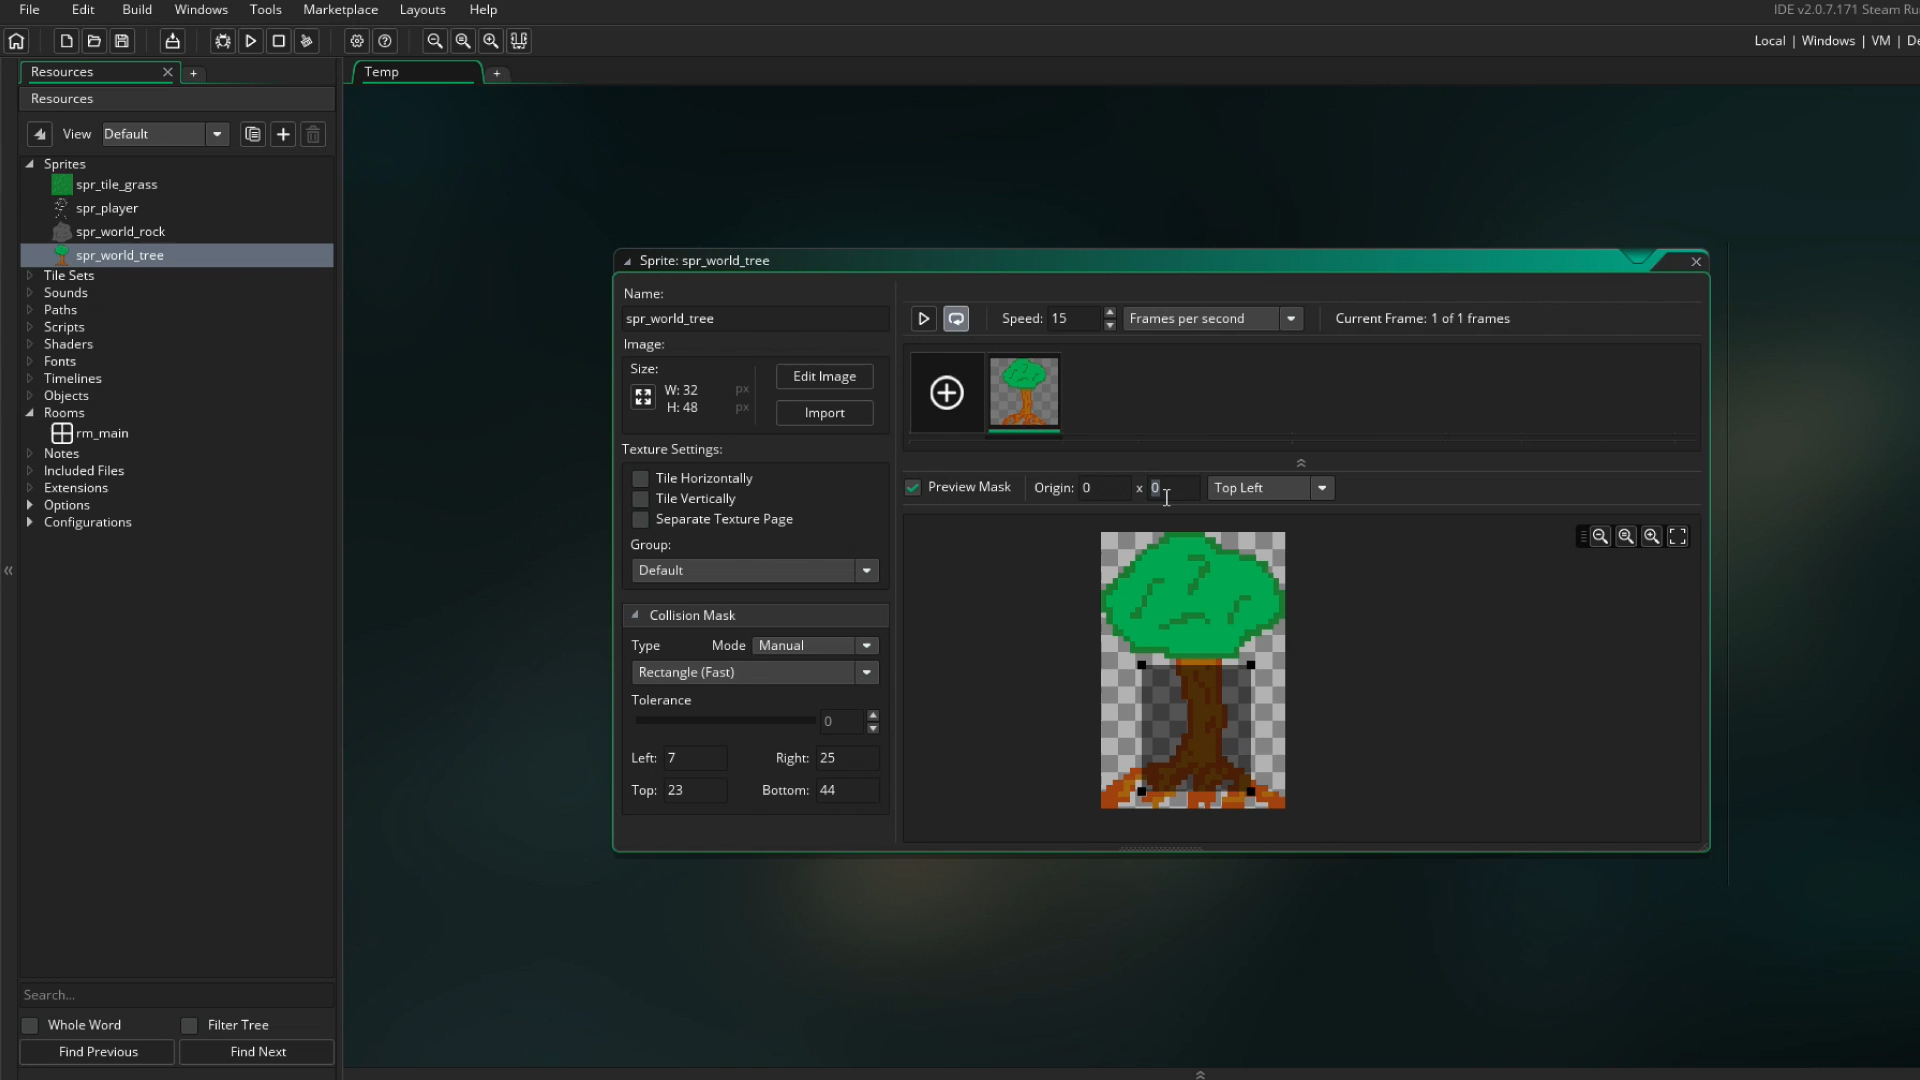 File Edit Build Windows Tools Marketplace Layouts Help
IDE v2.0.7.171 Steam
Local | Windows | VM |
Resources
Temp
Resources
View Default
Sprites
spr_tile_grass
spr_player
spr_world_rock
spr_world_tree
Tile Sets
Sounds
Paths
Scripts
Shaders
Fonts
Timelines
Objects
Rooms
rm_main
Notes
Included Files
Extensions
Options
Configurations
Search...
Whole Word Filter Tree
Find Previous Find Next
Sprite: spr_world_tree
Name:
spr_world_tree
Image:
Size:
W: 32 px
H: 48 px
Edit Image
Import
Texture Settings:
Tile Horizontally
Tile Vertically
Separate Texture Page
Group:
Default
Collision Mask
Type Mode Manual
Rectangle (Fast)
Tolerance
0
Left: 7 Right: 25
Top: 23 Bottom: 44
Speed: 15 Frames per second Current Frame: 1 of 1 frames
Preview Mask Origin: 0 x 0 Top Left